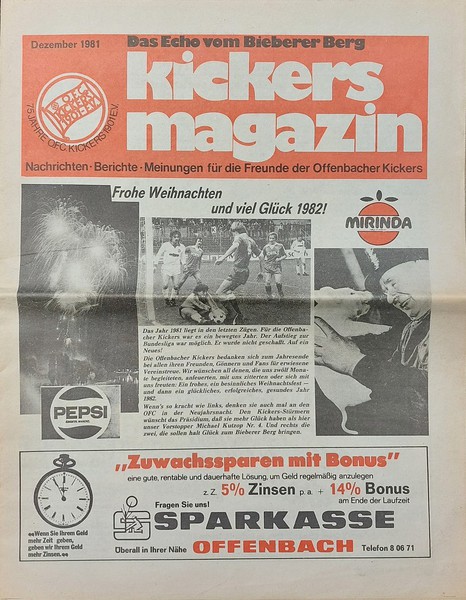 Dezember 1981
Das Echo vom Bieberer Berg
kickers
magazin
O.F.C.
KICKERS
1901 E.V.
75 JAHRE OFC KICKERS 1901 E.V.
Nachrichten · Berichte · Meinungen für die Freunde der Offenbacher Kickers
Frohe Weihnachten
und viel Glück 1982!
MIRINDA
Das Jahr 1981 liegt in den letzten Zügen. Für die Offenba-
cher Kickers war es ein bewegtes Jahr. Der Aufstieg zur
Bundesliga war möglich. Er wurde nicht geschafft. Auf ein
Neues!
Die Offenbacher Kickers bedanken sich zum Jahresende
bei allen ihren Freunden, Gönnern und Fans für erwiesene
Vereinstreue. Wir wünschen all denen, die uns zwölf Mona-
te begleiteten, anfeuerten, mit uns zitterten oder sich mit
uns freuten: Ein frohes, ein besinnliches Weihnachtsfest —
und dann ein glückliches, erfolgreiches, gesundes Jahr
1982.
Wenn's so kracht wie links, denken sie auch mal an den
OFC in der Neujahrsnacht. Den Kickers-Stürmern
wünscht das Präsidium, daß sie mehr Glück haben als hier
unser Vorstopper Michael Kutzop Nr. 4. Und rechts die
zwei, die sollen halt Glück zum Bieberer Berg bringen.
PEPSI
„Zuwachssparen mit Bonus"
eine gute, rentable und dauerhafte Lösung, um Geld regelmäßig anzulegen
z. Z. 5% Zinsen p. a. + 14% Bonus
am Ende der Laufzeit
Fragen Sie uns!
SPARKASSE
Überall in Ihrer Nähe OFFENBACH Telefon 8 06 71
»Wenn Sie Ihrem Geld
mehr Zeit geben,
geben wir Ihrem Geld
mehr Zinsen.«